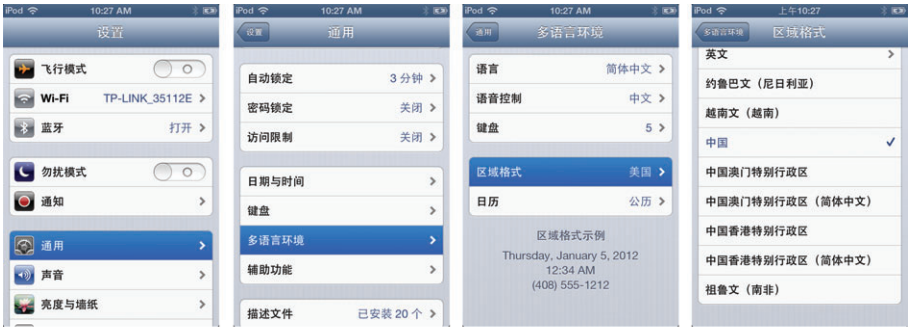 iPod 10:27 AM
设置
飞行模式
Wi-Fi TP-LINK_35112E
蓝牙 打开
勿扰模式
通知
通用
声音
亮度与墙纸
iPod 10:27 AM
设置 通用
自动锁定 3 分钟
密码锁定 关闭
访问限制 关闭
日期与时间
键盘
多语言环境
辅助功能
描述文件 已安装 20 个
iPod 10:27 AM
通用 多语言环境
语言 简体中文
语音控制 中文
键盘 5
区域格式 美国
日历 公历
区域格式示例
Thursday, January 5, 2012
12:34 AM
(408) 555-1212
iPod 上午10:27
多语言环境 区域格式
英文
约鲁巴文（尼日利亚）
越南文（越南）
中国
中国澳门特别行政区
中国澳门特别行政区（简体中文）
中国香港特别行政区
中国香港特别行政区（简体中文）
祖鲁文（南非）